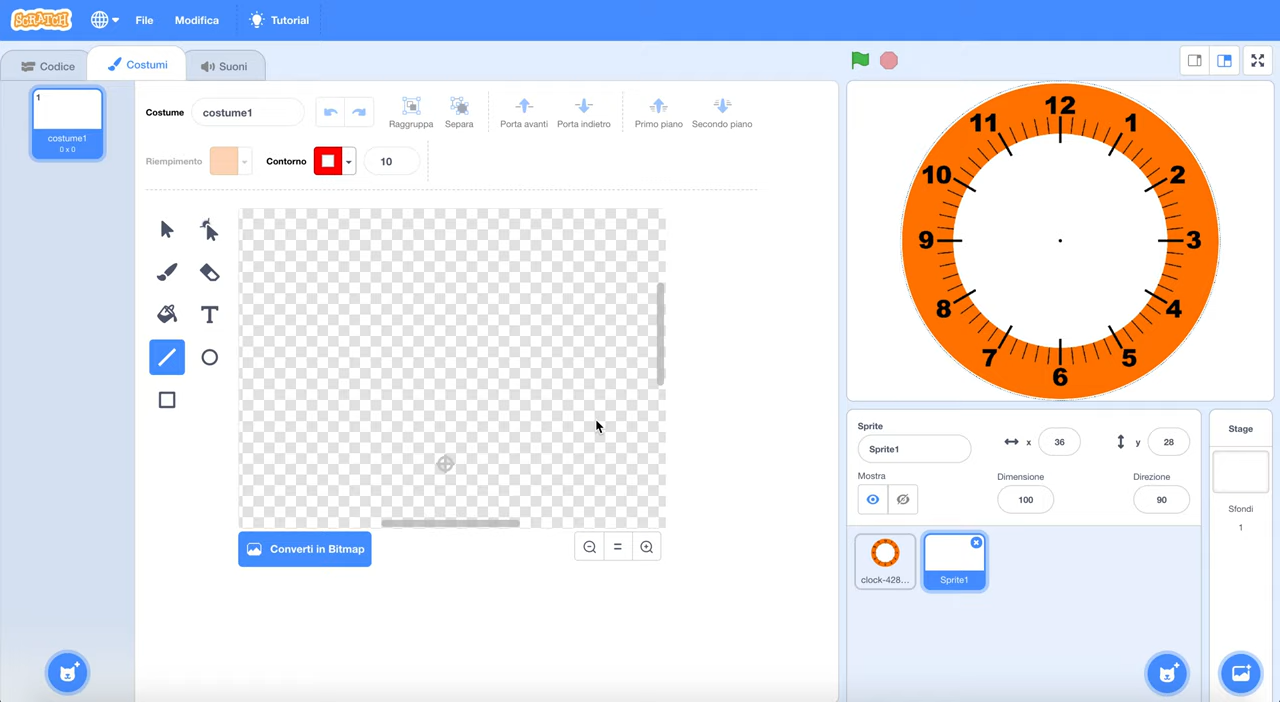 SCRATCH File Modifica Tutorial
Codice Costumi Suoni
1
costume1
0 x 0
Costume costume1
Raggruppa Separa Porta avanti Porta indietro Primo piano Secondo piano
Riempimento Contorno 10
T
Converti in Bitmap
12
11 1
10 2
9 3
8 4
7 5
6
Sprite
Sprite1 x 36 y 28
Mostra Dimensione Direzione
100 90
clock-428... Sprite1
Stage
Sfondi
1